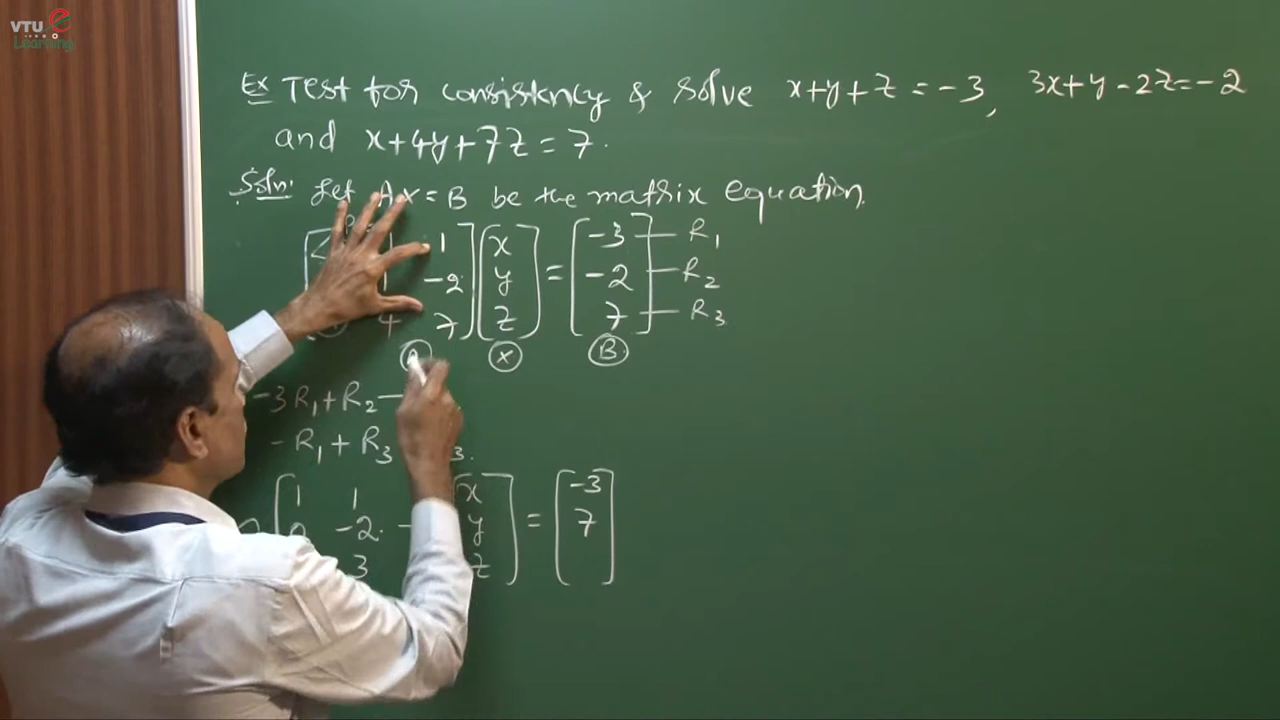 VTU e
Learning
Ex Test for consistency & solve x+y+z=-3, 3x+y-2z=-2
and x+4y+7z=7.
Soln: Let AX=B be the matrix equation.
1 1 x -3 R1
1 -2 y = -2 R2
4 7 z 7 R3
X B
-3R1+R2
-R1+R3
1 1 x -3
-2 y = 7
3 z